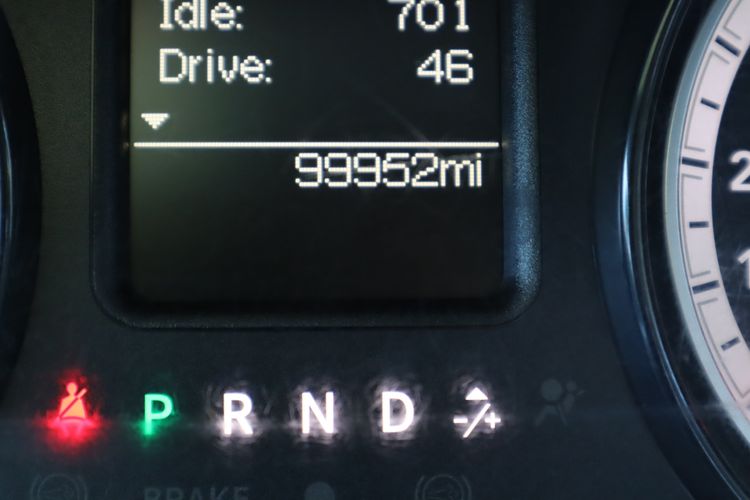 Idle: 701
Drive: 46
99952mi
P R N D -/+
BRAKE
2
1